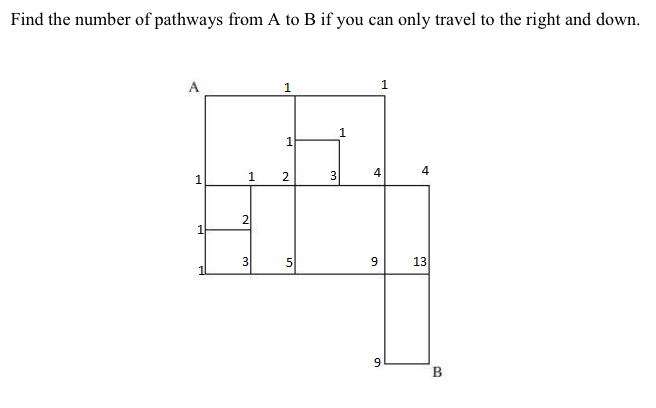 Find the number of pathways from A to B if you can only travel to the right and down.
A 1 1
1 1
1 1 2 3 4 4
1 2
1 3 5 9 13
9 B